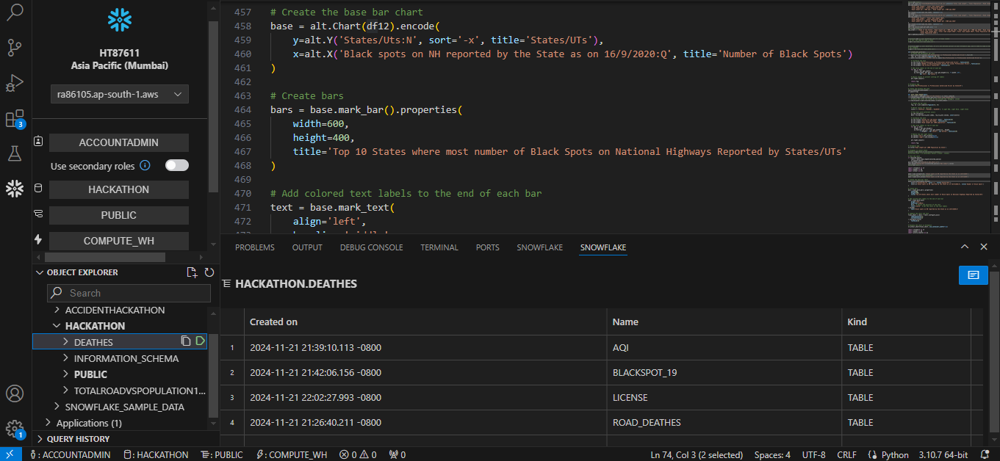 HT87611
Asia Pacific (Mumbai)
ra86105.ap-south-1.aws
3
ACCOUNTADMIN
Use secondary roles
HACKATHON
PUBLIC
COMPUTE_WH
OBJECT EXPLORER
Search
ACCIDENTHACKATHON
HACKATHON
DEATHES
INFORMATION_SCHEMA
PUBLIC
TOTALROADVSPOPULATION1...
SNOWFLAKE_SAMPLE_DATA
Applications (1)
1
QUERY HISTORY
457 # Create the base bar chart
458 base = alt.Chart(df12).encode(
459 y=alt.Y('States/Uts:N', sort='-x', title='States/UTs'),
460 x=alt.X('Black spots on NH reported by the State as on 16/9/2020:Q', title='Number of Black Spots')
461 )
462
463 # Create bars
464 bars = base.mark_bar().properties(
465 width=600,
466 height=400,
467 title='Top 10 States where most number of Black Spots on National Highways Reported by States/UTs'
468 )
469
470 # Add colored text labels to the end of each bar
471 text = base.mark_text(
472 align='left',
PROBLEMS OUTPUT DEBUG CONSOLE TERMINAL PORTS SNOWFLAKE SNOWFLAKE
HACKATHON.DEATHES
Created on Name Kind
1 2024-11-21 21:39:10.113 -0800 AQI TABLE
2 2024-11-21 21:42:06.156 -0800 BLACKSPOT_19 TABLE
3 2024-11-21 22:02:27.993 -0800 LICENSE TABLE
4 2024-11-21 21:26:40.211 -0800 ROAD_DEATHES TABLE
: ACCOUNTADMIN : HACKATHON : PUBLIC : COMPUTE_WH 0 0 0 Ln 74, Col 3 (2 selected) Spaces: 4 UTF-8 CRLF Python 3.10.7 64-bit